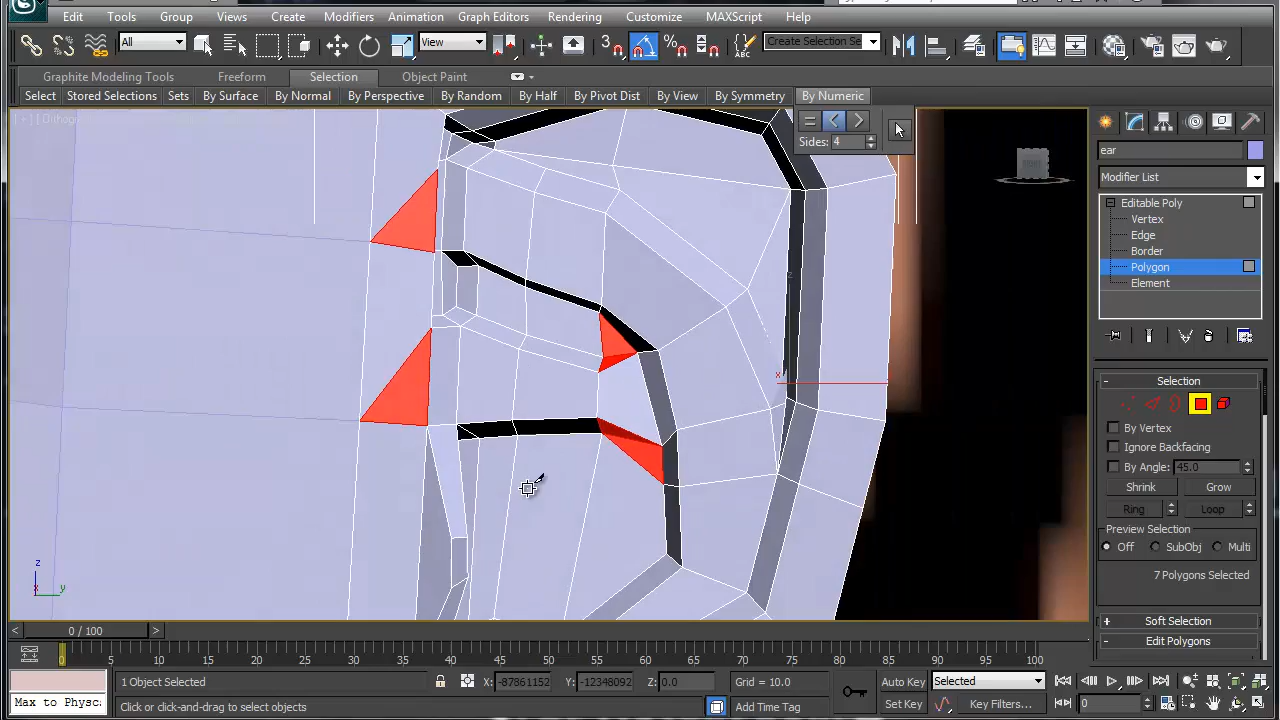 Edit Tools Group Views Create Modifiers Animation Graph Editors Rendering Customize MAXScript Help
All View 3 ABC Create Selection Se
Graphite Modeling Tools Freeform Selection Object Paint
Select Stored Selections Sets By Surface By Normal By Perspective By Random By Half By Pivot Dist By View By Symmetry By Numeric
Sides: 4
ear
Modifier List
Editable Poly
Vertex
Edge
Border
Polygon
Element
- Selection
By Vertex
Ignore Backfacing
By Angle: 45.0
Shrink Grow
Ring Loop
Preview Selection
Off SubObj Multi
7 Polygons Selected
+ Soft Selection
- Edit Polygons
z
x
z
x y
< 0 / 100 >
0 5 10 15 20 25 30 35 40 45 50 55 60 65 70 75 80 85 90 95 100
1 Object Selected X: -87861152 Y: -12348092 Z: 0.0 Grid = 10.0 Auto Key Selected
Max to Physc Click or click-and-drag to select objects Add Time Tag Set Key Key Filters... 0